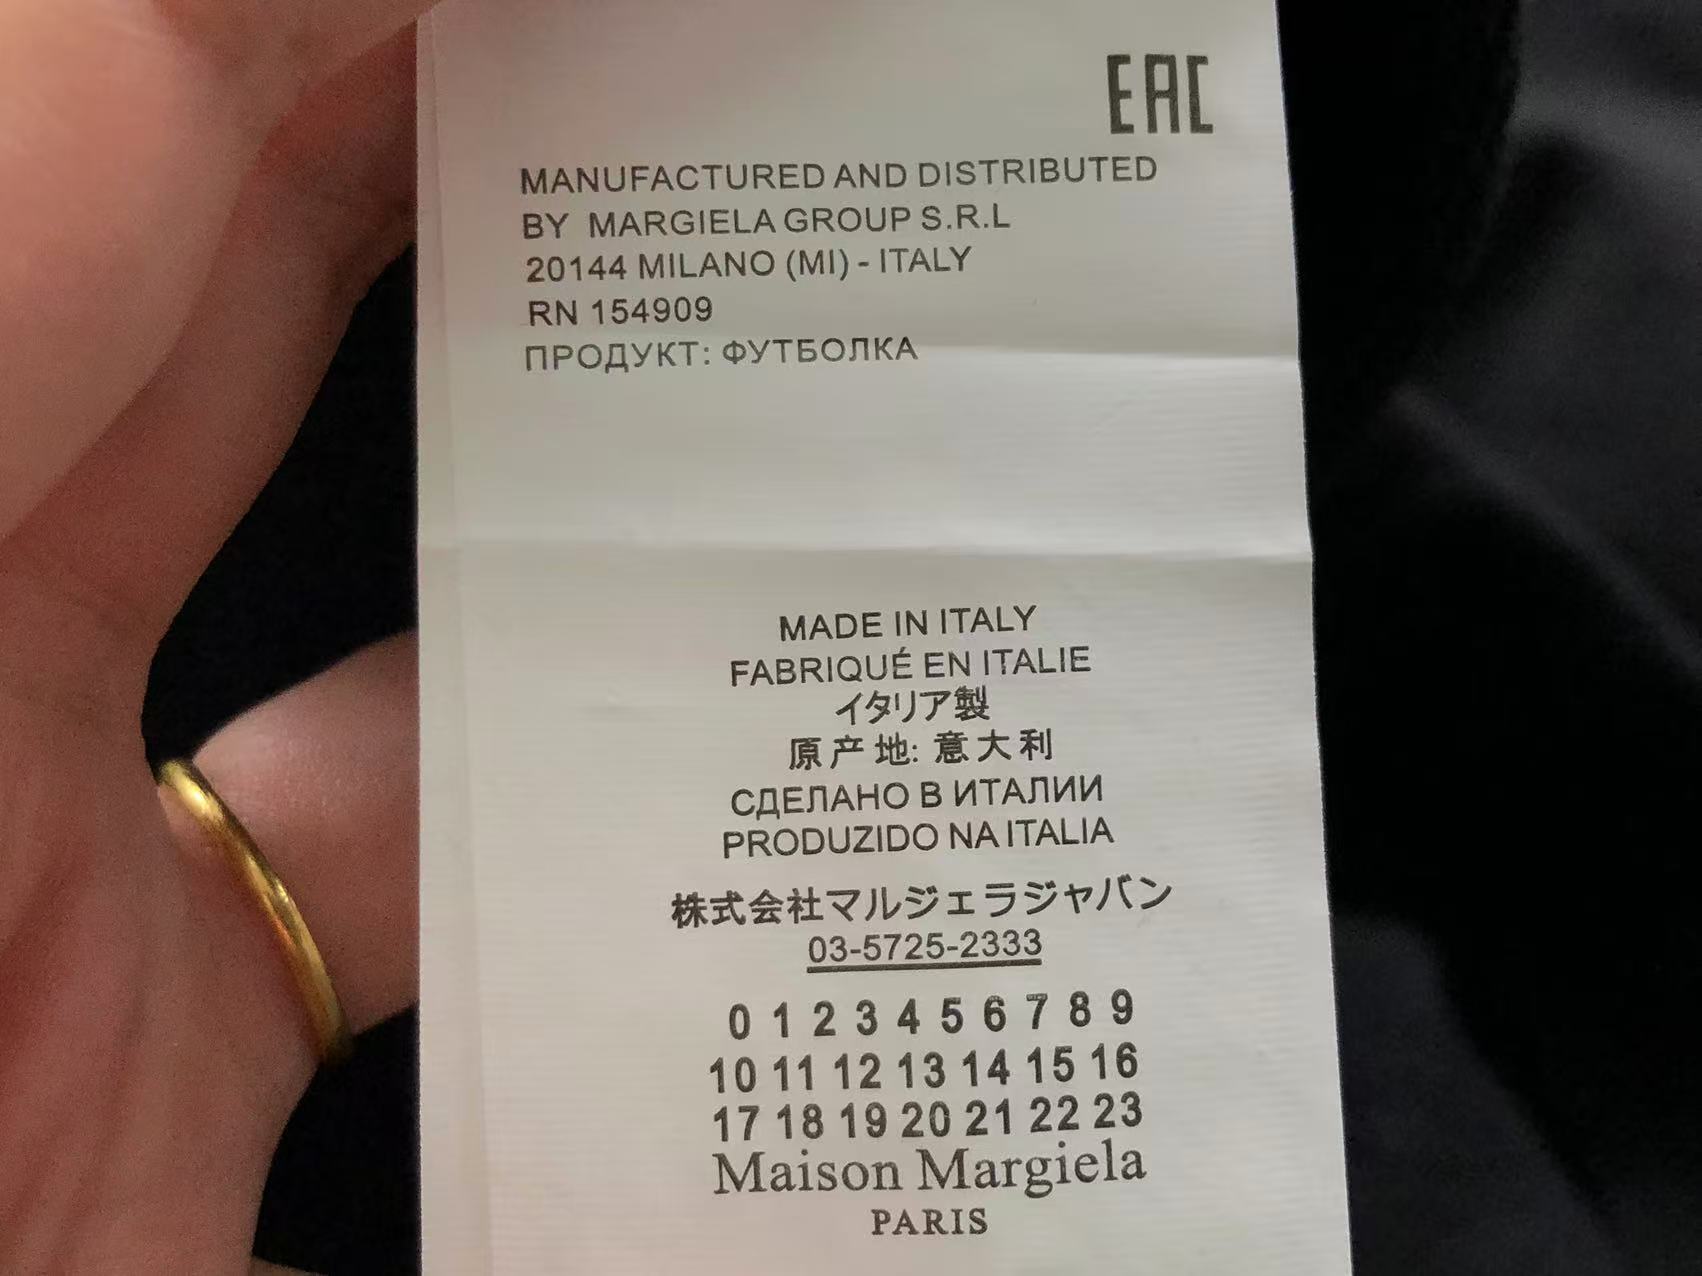 EAC
MANUFACTURED AND DISTRIBUTED
BY MARGIELA GROUP S.R.L
20144 MILANO (MI) - ITALY
RN 154909
ПРОДУКТ: ФУТБОЛКА
MADE IN ITALY
FABRIQUÉ EN ITALIE
イタリア製
原产地: 意大利
СДЕЛАНО В ИТАЛИИ
PRODUZIDO NA ITALIA
株式会社マルジェラジャバン
03-5725-2333
0 1 2 3 4 5 6 7 8 9
10 11 12 13 14 15 16
17 18 19 20 21 22 23
Maison Margiela
PARIS